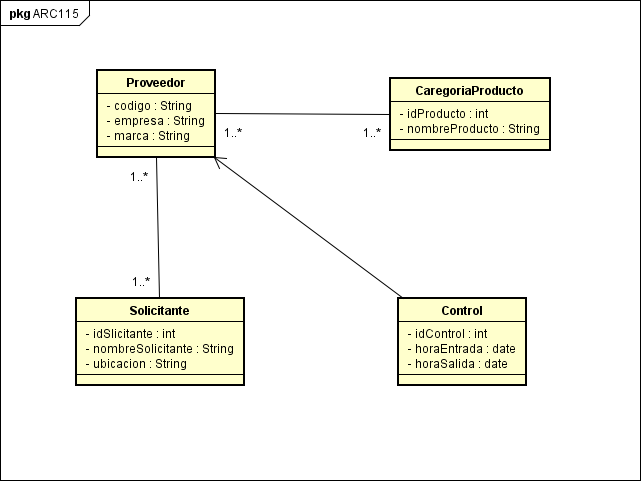 pkg ARC115
Proveedor
- codigo : String
- empresa : String
- marca : String
CaregoriaProducto
- idProducto : int
- nombreProducto : String
1..*
1..*
1..*
1..*
Solicitante
- idSlicitante : int
- nombreSolicitante : String
- ubicacion : String
Control
- idControl : int
- horaEntrada : date
- horaSalida : date